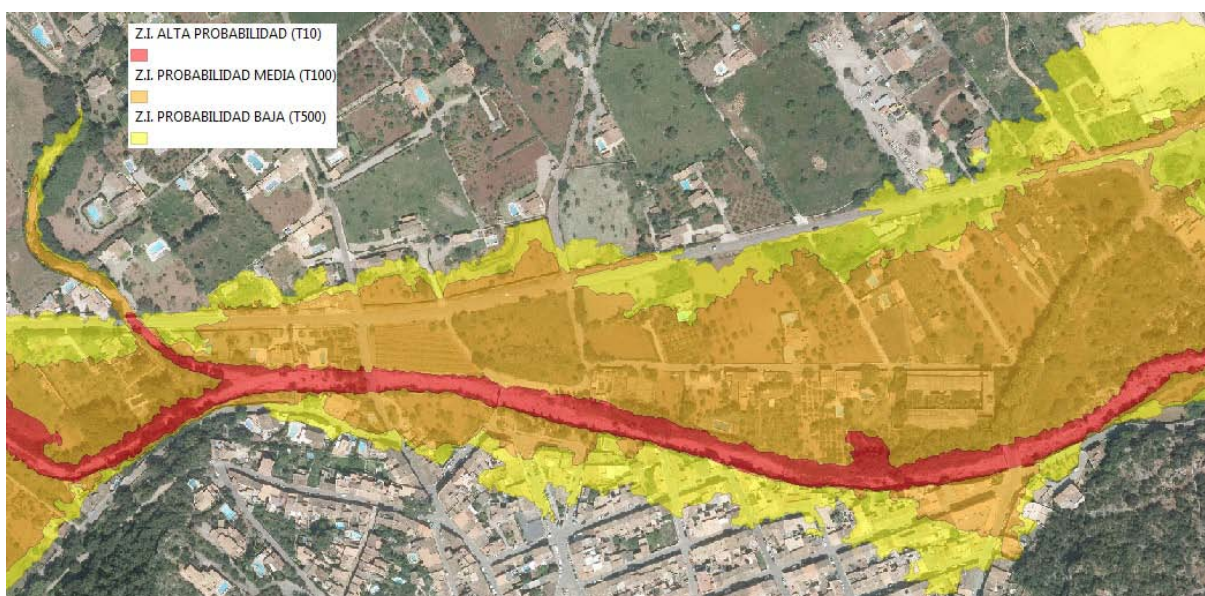 Z.I. ALTA PROBABILIDAD (T10)
Z.I. PROBABILIDAD MEDIA (T100)
Z.I. PROBABILIDAD BAJA (T500)